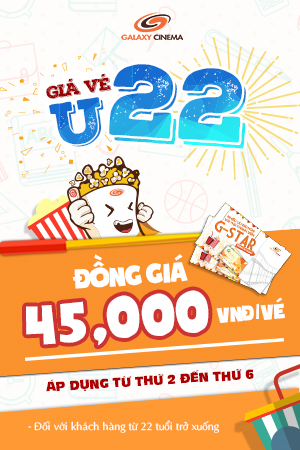 GALAXY CINEMA
GIÁ VÉ
U22
G-STAR
ĐỒNG GIÁ
45,000 VNĐ/VÉ
ÁP DỤNG TỪ THỨ 2 ĐẾN THỨ 6
- Đối với khách hàng từ 22 tuổi trở xuống